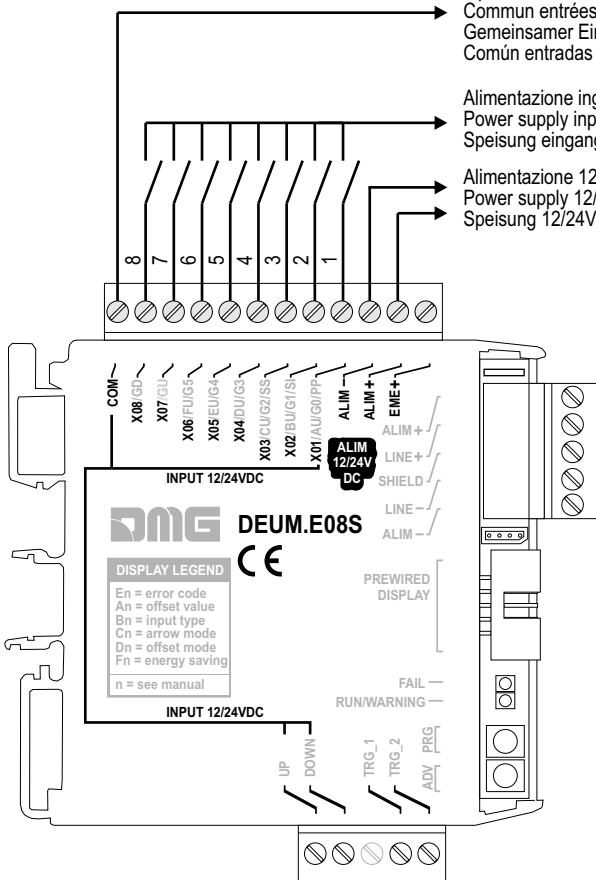 Commun entrées
Gemeinsamer Ein
Común entradas
Alimentazione ing
Power supply inp
Speisung eingang
Alimentazione 12
Power supply 12/
Speisung 12/24V
8
7
6
5
4
3
2
1
COM
X08/GD
X07/GU
X06/FU/G5
X05/EU/G4
X04/DU/G3
X03/CU/G2/SS
X02/BU/G1/SI
X01/AU/G0/PP
ALIM-
ALIM+
EME+
ALIM+
LINE+
SHIELD
LINE-
ALIM-
ALIM
12/24V
DC
INPUT 12/24VDC
DMG
DEUM.E08S
CE
DISPLAY LEGEND
En = error code
An = offset value
Bn = input type
Cn = arrow mode
Dn = offset mode
Fn = energy saving
n = see manual
PREWIRED
DISPLAY
FAIL
RUN/WARNING
INPUT 12/24VDC
UP
DOWN
TRG_1
TRG_2
ADV
PRG